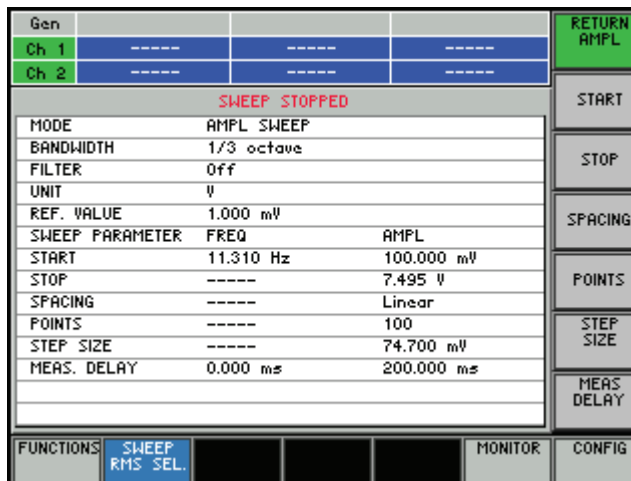 Gen
Ch 1 ----- ----- -----
Ch 2 ----- ----- -----
SWEEP STOPPED
MODE AMPL SWEEP
BANDWIDTH 1/3 octave
FILTER Off
UNIT V
REF. VALUE 1.000 mV
SWEEP PARAMETER FREQ AMPL
START 11.310 Hz 100.000 mV
STOP ----- 7.495 V
SPACING ----- Linear
POINTS ----- 100
STEP SIZE ----- 74.700 mV
MEAS. DELAY 0.000 ms 200.000 ms
RETURN
AMPL
START
STOP
SPACING
POINTS
STEP
SIZE
MEAS
DELAY
FUNCTIONS
SWEEP
RMS SEL.
MONITOR
CONFIG